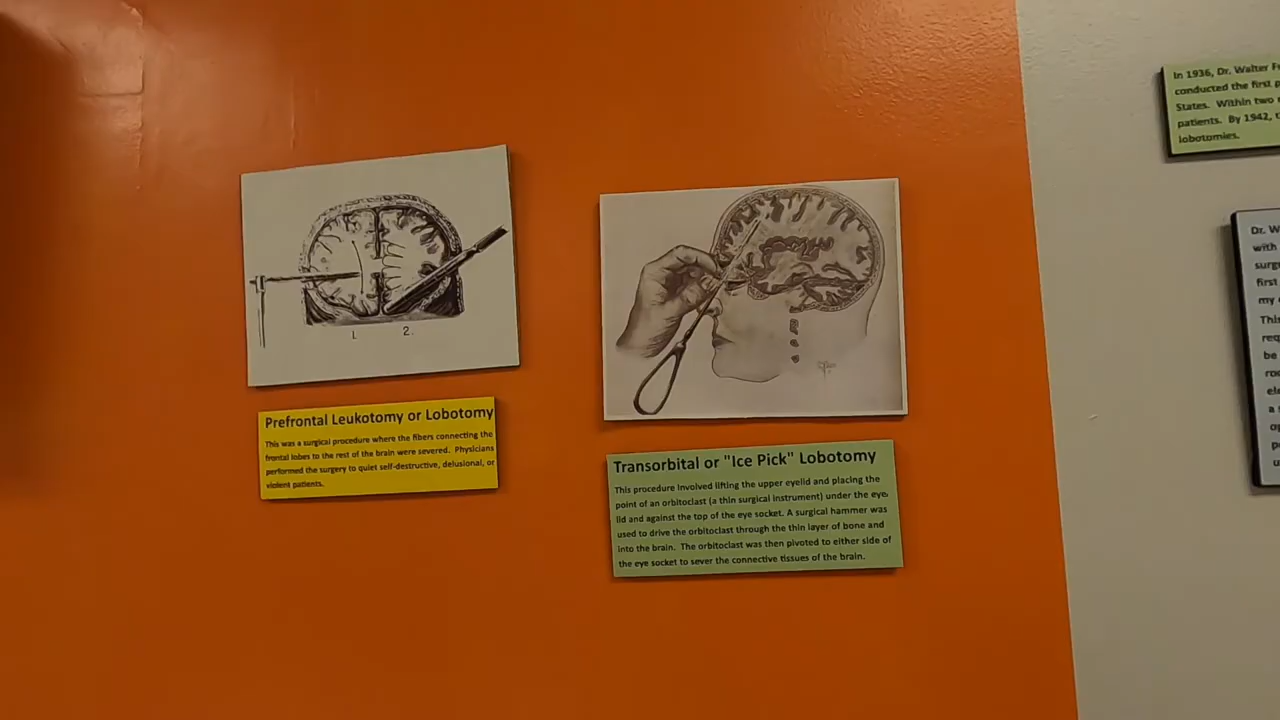 1.
2.
Prefrontal Leukotomy or Lobotomy
This was a surgical procedure where the fibers connecting the
frontal lobes to the rest of the brain were severed. Physicians
performed the surgery to quiet self-destructive, delusional, or
violent patients.
Transorbital or "Ice Pick" Lobotomy
This procedure involved lifting the upper eyelid and placing the
point of an orbitoclast (a thin surgical instrument) under the eye
lid and against the top of the eye socket. A surgical hammer was
used to drive the orbitoclast through the thin layer of bone and
into the brain. The orbitoclast was then pivoted to either side of
the eye socket to sever the connective tissues of the brain.
In 1936, Dr. Walter
conducted the first
States. Within two
patients. By 1942,
lobotomies.
Dr.
with
first
my
be
a